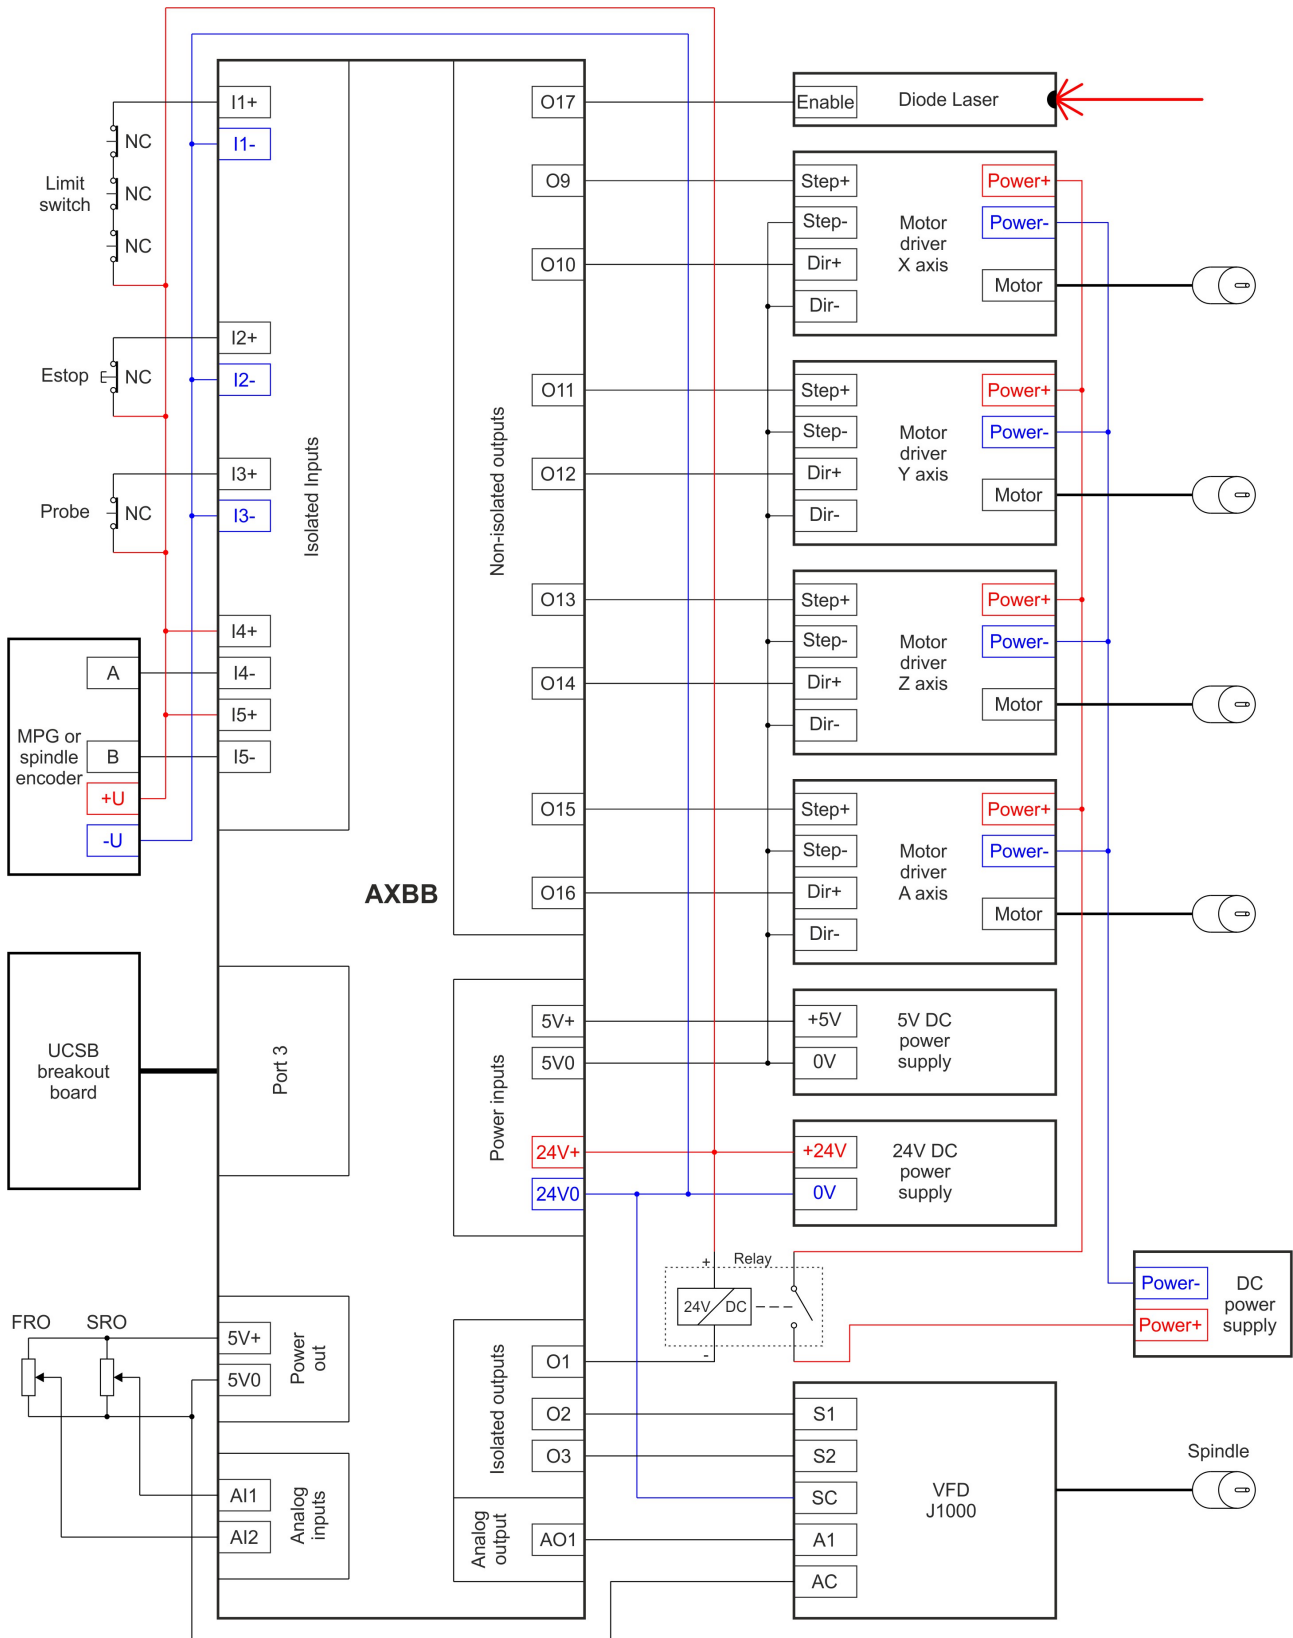 I1+
I1-
NC
NC
NC
Limit
switch
I2+
I2-
Estop
NC
I3+
I3-
Probe
NC
Isolated Inputs
I4+
I4-
I5+
I5-
A
B
+U
-U
MPG or
spindle
encoder
AXBB
UCSB
breakout
board
Port 3
FRO
SRO
5V+
5V0
Power
out
AI1
AI2
Analog
inputs
Non-isolated outputs
O17
O9
O10
O11
O12
O13
O14
O15
O16
Power inputs
5V+
5V0
24V+
24V0
Isolated outputs
O1
O2
O3
Analog
output
AO1
Enable
Diode Laser
Step+
Step-
Dir+
Dir-
Motor
driver
X axis
Power+
Power-
Motor
Step+
Step-
Dir+
Dir-
Motor
driver
Y axis
Power+
Power-
Motor
Step+
Step-
Dir+
Dir-
Motor
driver
Z axis
Power+
Power-
Motor
Step+
Step-
Dir+
Dir-
Motor
driver
A axis
Power+
Power-
Motor
+5V
0V
5V DC
power
supply
+24V
0V
24V DC
power
supply
+
Relay
24V
DC
-
Power-
Power+
DC
power
supply
S1
S2
SC
A1
AC
VFD
J1000
Spindle